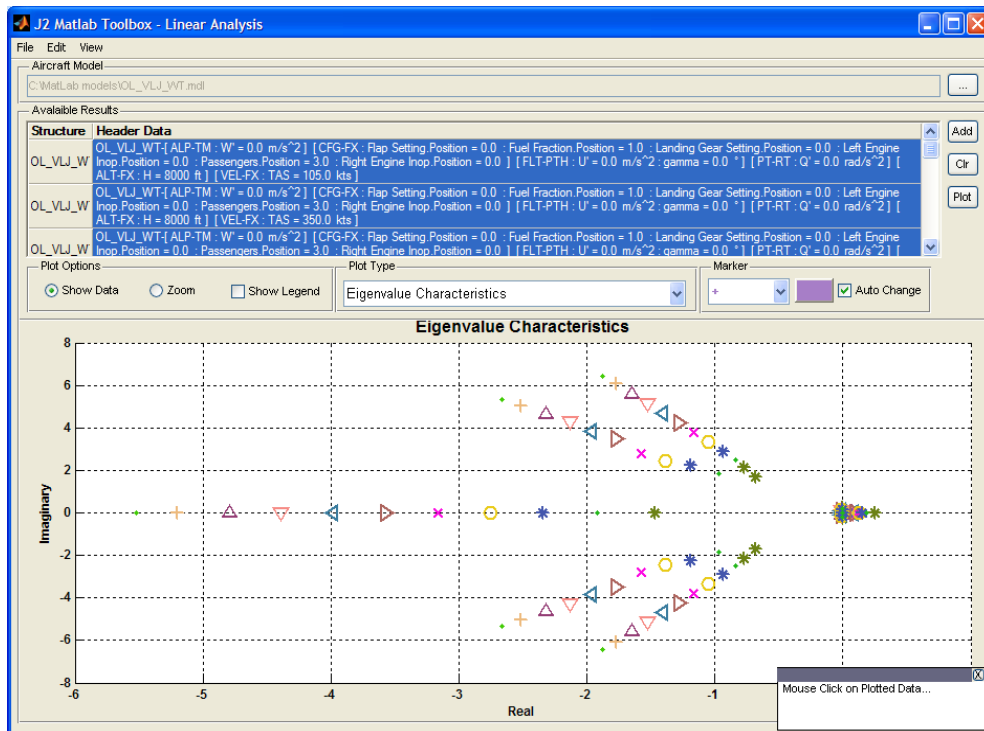 J2 Matlab Toolbox - Linear Analysis
File Edit View
Aircraft Model
C:\MatLab models\OL_VLJ_WT.mdl
...
Avalaible Results
Structure Header Data
OL_VLJ_W
OL_VLJ_WT-[ ALP-TM : W' = 0.0 m/s^2 ] [ CFG-FX : Flap Setting.Position = 0.0 : Fuel Fraction.Position = 1.0 : Landing Gear Setting.Position = 0.0 : Left Engine
Inop.Position = 0.0 : Passengers.Position = 3.0 : Right Engine Inop.Position = 0.0 ] [ FLT-PTH : U' = 0.0 m/s^2 : gamma = 0.0 ° ] [ PT-RT : Q' = 0.0 rad/s^2 ] [
ALT-FX : H = 8000 ft ] [ VEL-FX : TAS = 105.0 kts ]
OL_VLJ_W
OL_VLJ_WT-[ ALP-TM : W' = 0.0 m/s^2 ] [ CFG-FX : Flap Setting.Position = 0.0 : Fuel Fraction.Position = 1.0 : Landing Gear Setting.Position = 0.0 : Left Engine
Inop.Position = 0.0 : Passengers.Position = 3.0 : Right Engine Inop.Position = 0.0 ] [ FLT-PTH : U' = 0.0 m/s^2 : gamma = 0.0 ° ] [ PT-RT : Q' = 0.0 rad/s^2 ] [
ALT-FX : H = 8000 ft ] [ VEL-FX : TAS = 350.0 kts ]
OL_VLJ_W
OL_VLJ_WT-[ ALP-TM : W' = 0.0 m/s^2 ] [ CFG-FX : Flap Setting.Position = 0.0 : Fuel Fraction.Position = 1.0 : Landing Gear Setting.Position = 0.0 : Left Engine
Inop.Position = 0.0 : Passengers.Position = 3.0 : Right Engine Inop.Position = 0.0 ] [ FLT-PTH : U' = 0.0 m/s^2 : gamma = 0.0 ° ] [ PT-RT : Q' = 0.0 rad/s^2 ] [
Add
Clr
Plot
Plot Options
Show Data Zoom Show Legend
Plot Type
Eigenvalue Characteristics
Marker
+ Auto Change
Eigenvalue Characteristics
8
6
4
2
0
-2
-4
-6
-8
Imaginary
-6 -5 -4 -3 -2 -1
Real
X
Mouse Click on Plotted Data...